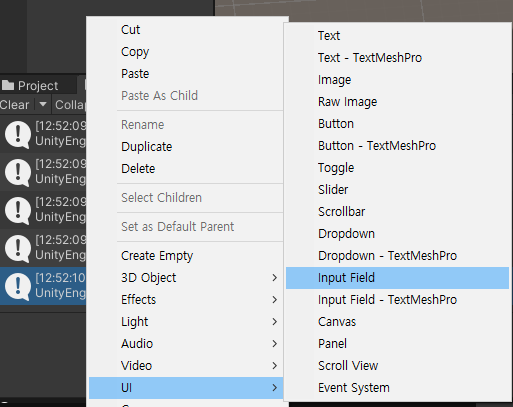 Project
Clear
Collap
[12:52:09
UnityEng
[12:52:09
UnityEng
[12:52:09
UnityEng
[12:52:09
UnityEng
[12:52:10
UnityEng
Cut
Copy
Paste
Paste As Child
Rename
Duplicate
Delete
Select Children
Set as Default Parent
Create Empty
3D Object
Effects
Light
Audio
Video
UI
Text
Text - TextMeshPro
Image
Raw Image
Button
Button - TextMeshPro
Toggle
Slider
Scrollbar
Dropdown
Dropdown - TextMeshPro
Input Field
Input Field - TextMeshPro
Canvas
Panel
Scroll View
Event System